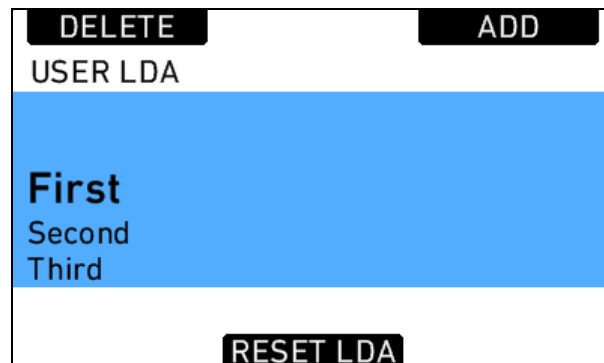 DELETE ADD
USER LDA
First
Second
Third
RESET LDA